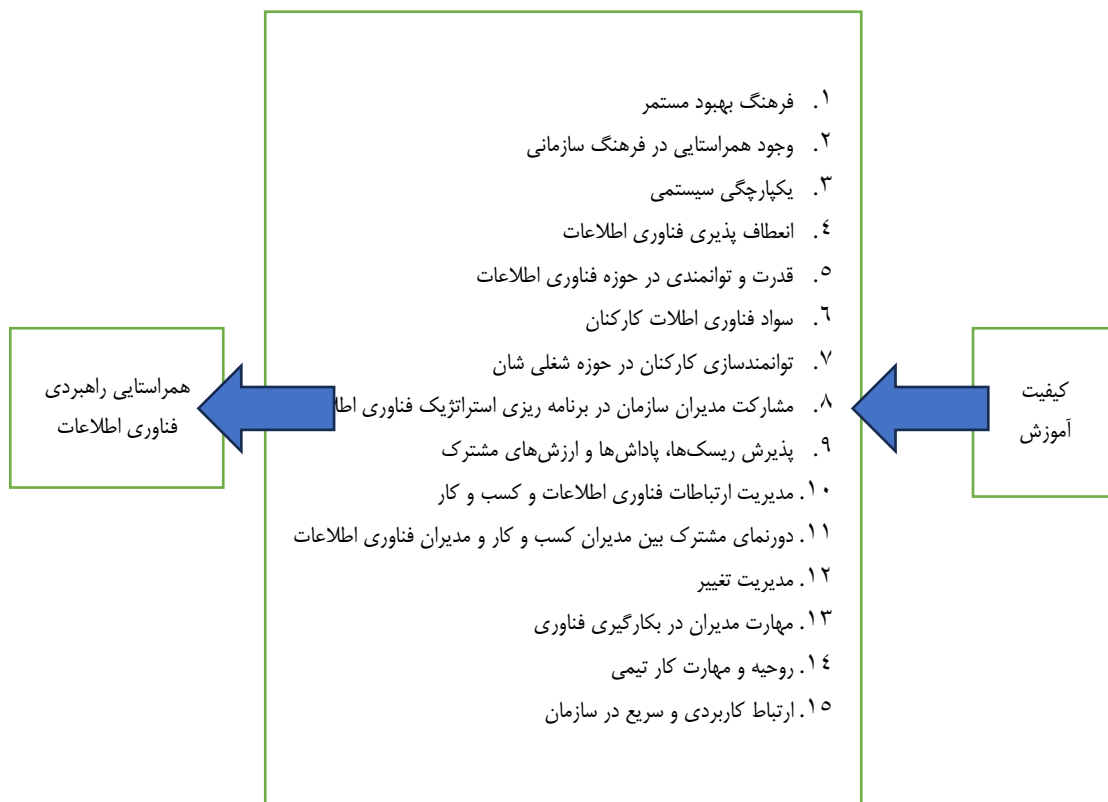 کیفیت
آموزش
۱. فرهنگ بهبود مستمر
۲. وجود همراستایی در فرهنگ سازمانی
۳. یکپارچگی سیستمی
٤. انعطاف پذیری فناوری اطلاعات
٥. قدرت و توانمندی در حوزه فناوری اطلاعات
٦. سواد فناوری اطلات کارکنان
۷. توانمندسازی کارکنان در حوزه شغلی شان
۸. مشارکت مدیران سازمان در برنامه ریزی استراتژیک فناوری اطلا
۹. پذیرش ریسک‌ها، پاداش‌ها و ارزش‌های مشترک
۱۰. مدیریت ارتباطات فناوری اطلاعات و کسب و کار
۱۱. دورنمای مشترک بین مدیران کسب و کار و مدیران فناوری اطلاعات
۱۲. مدیریت تغییر
۱۳. مهارت مدیران در بکارگیری فناوری
۱٤. روحیه و مهارت کار تیمی
۱٥. ارتباط کاربردی و سریع در سازمان
همراستایی راهبردی
فناوری اطلاعات